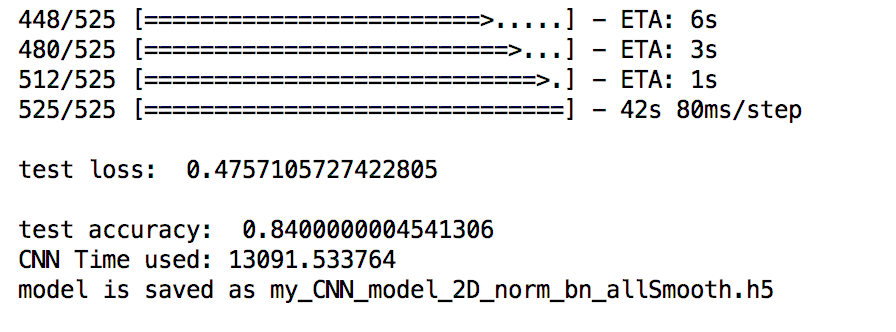 448/525 [========================>.....] - ETA: 6s
480/525 [==========================>...] - ETA: 3s
512/525 [============================>.] - ETA: 1s
525/525 [==============================] - 42s 80ms/step
test loss:  0.4757105727422805
test accuracy:  0.8400000004541306
CNN Time used: 13091.533764
model is saved as my_CNN_model_2D_norm_bn_allSmooth.h5